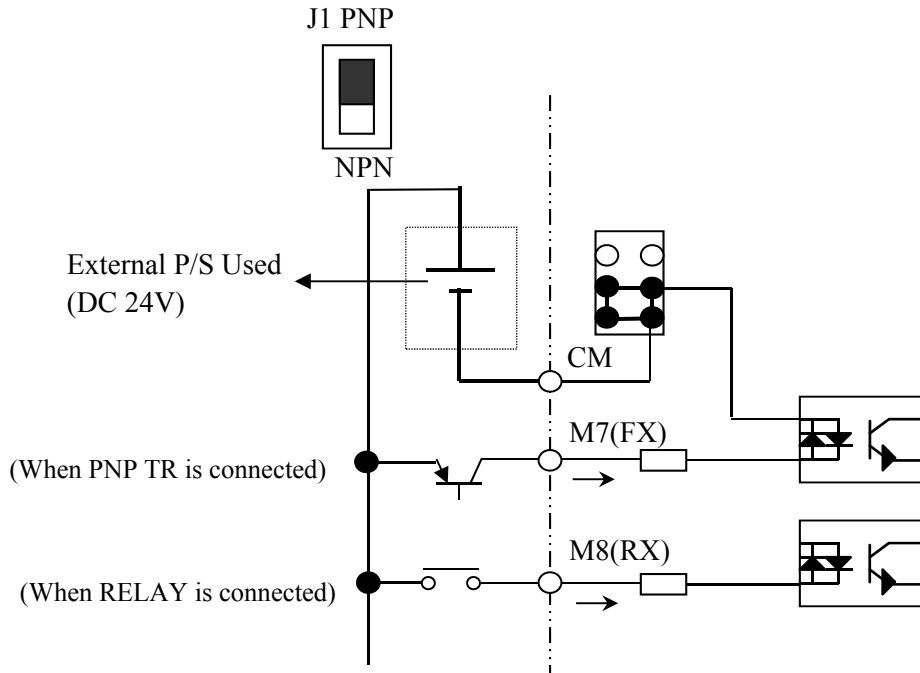 J1 PNP
NPN
External P/S Used
(DC 24V)
CM
M7(FX)
(When PNP TR is connected)
M8(RX)
(When RELAY is connected)